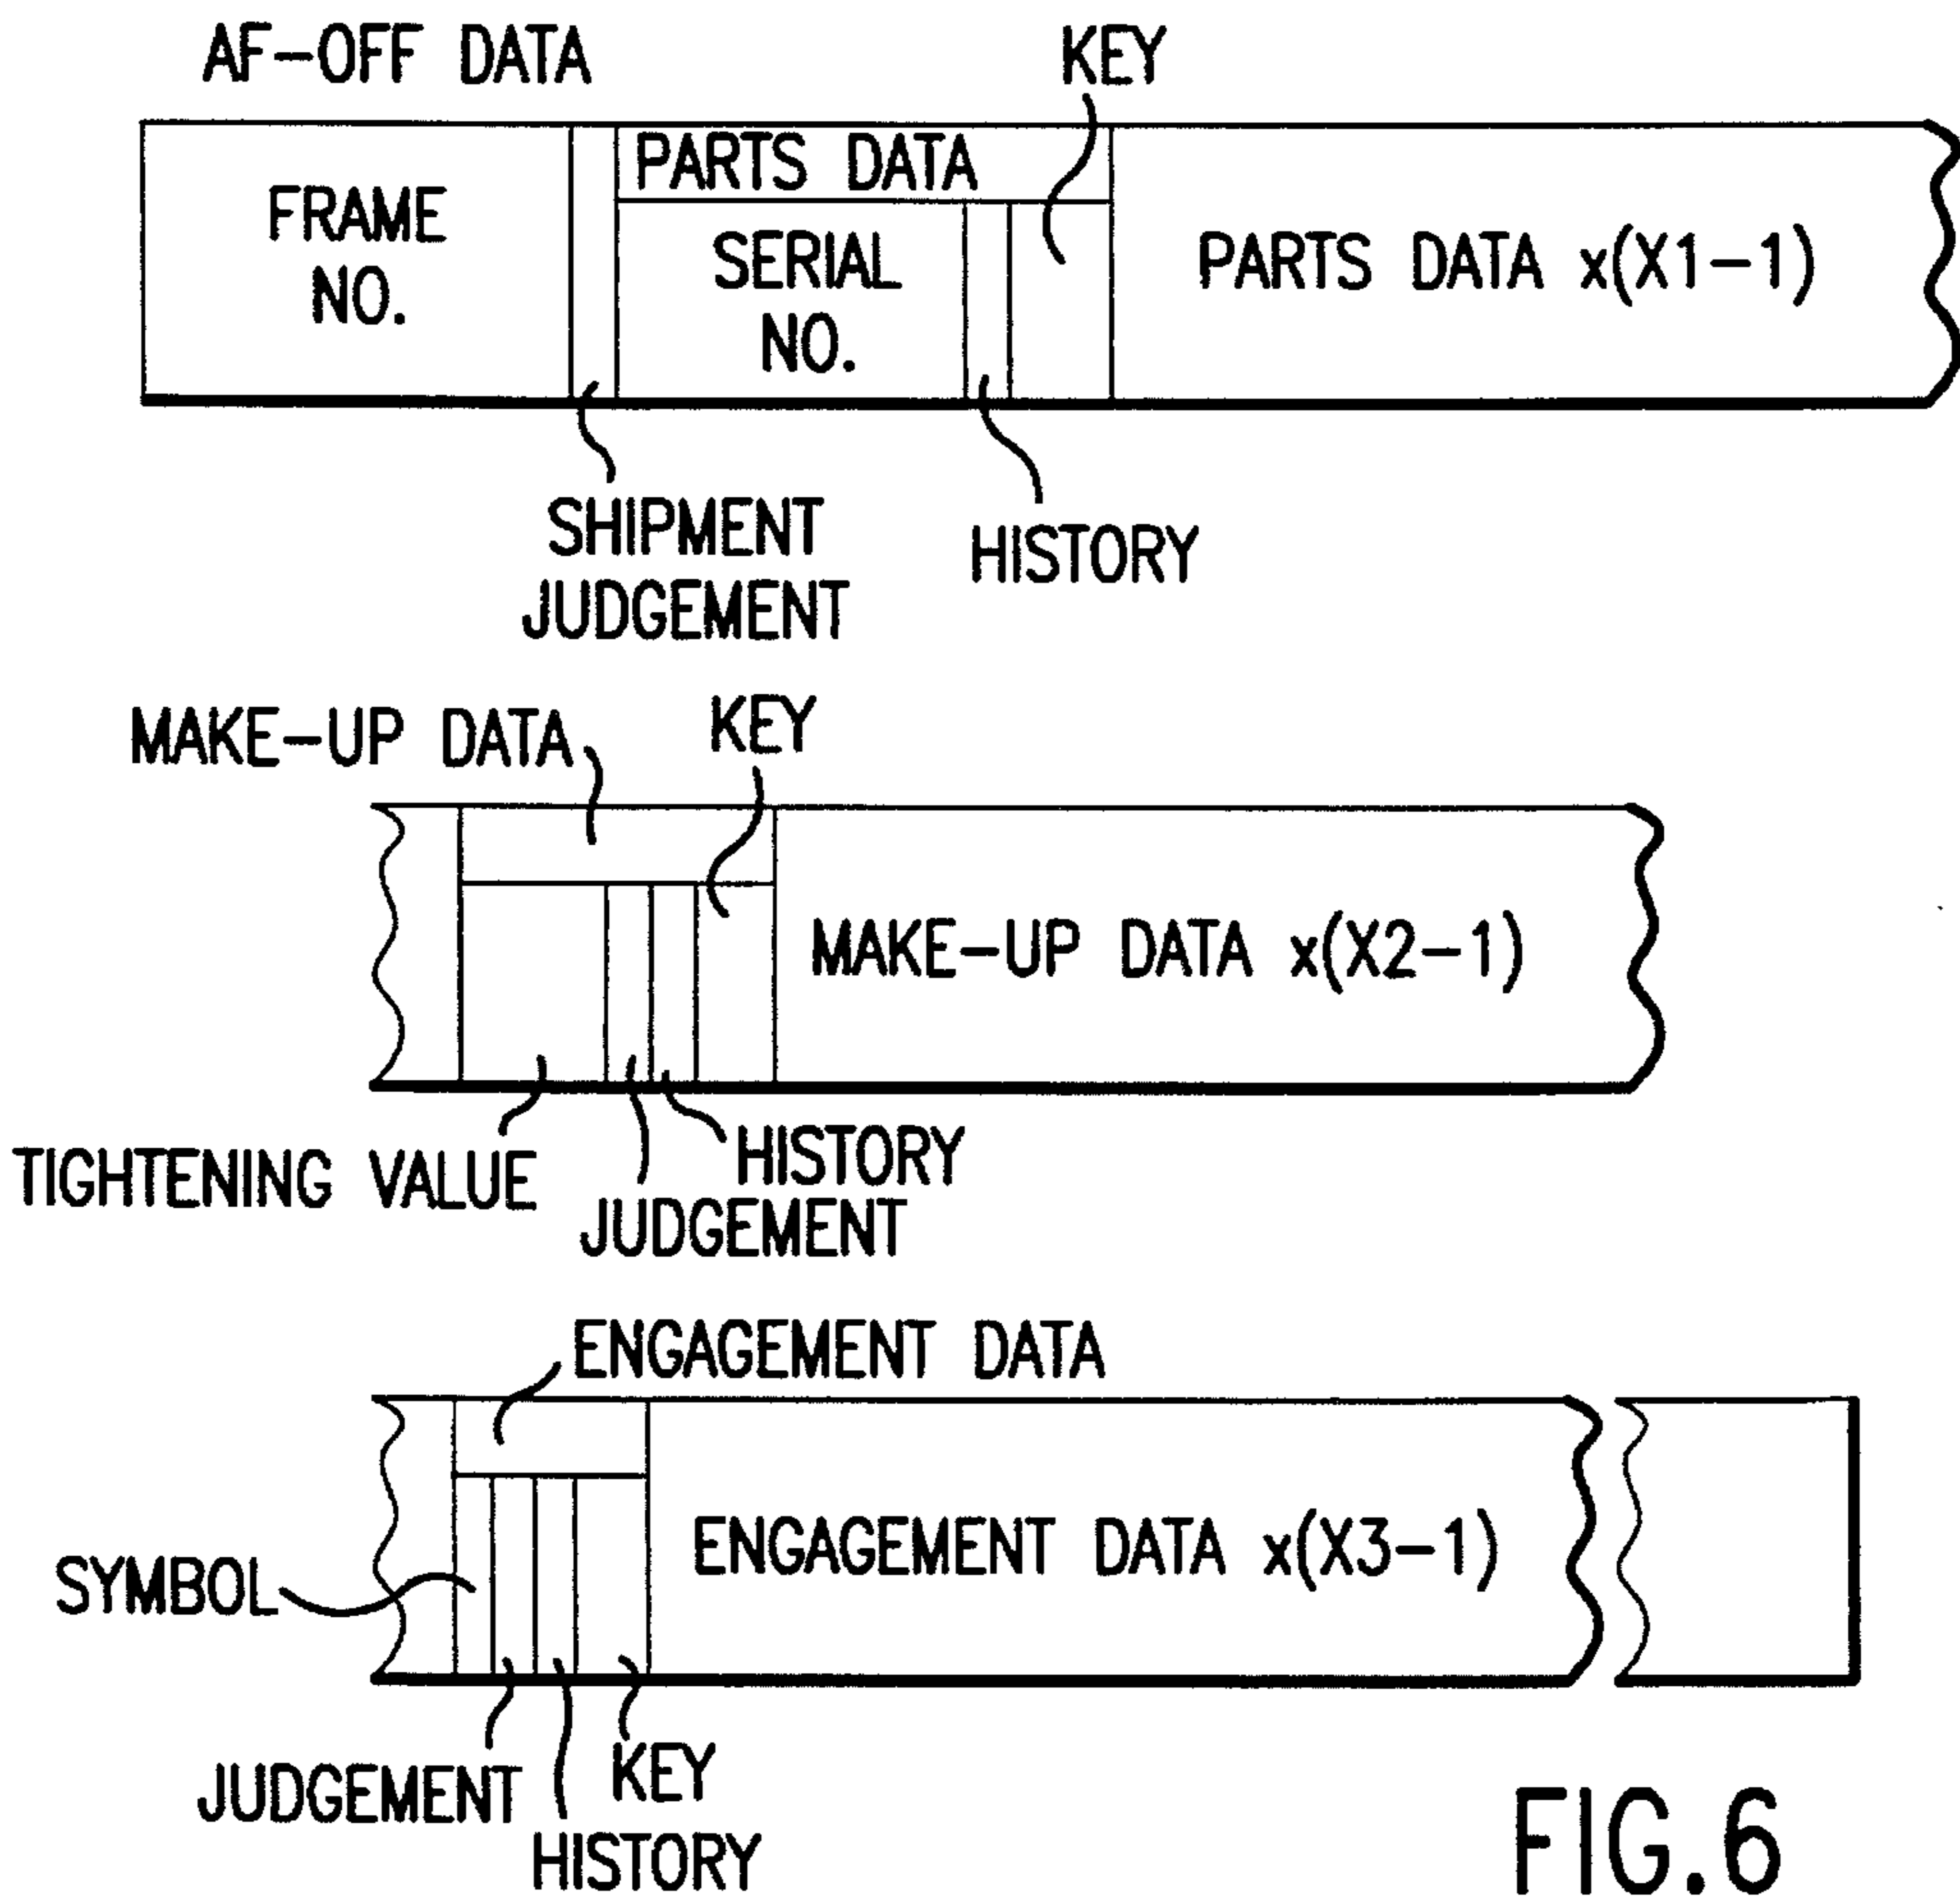 AF-OFF DATA
KEY
PARTS DATA
FRAME
NO.
SERIAL
NO.
PARTS DATA x(X1-1)
SHIPMENT
JUDGEMENT
HISTORY
MAKE-UP DATA
KEY
MAKE-UP DATA x(X2-1)
TIGHTENING VALUE
HISTORY
JUDGEMENT
ENGAGEMENT DATA
ENGAGEMENT DATA x(X3-1)
SYMBOL
JUDGEMENT
KEY
HISTORY
FIG.6